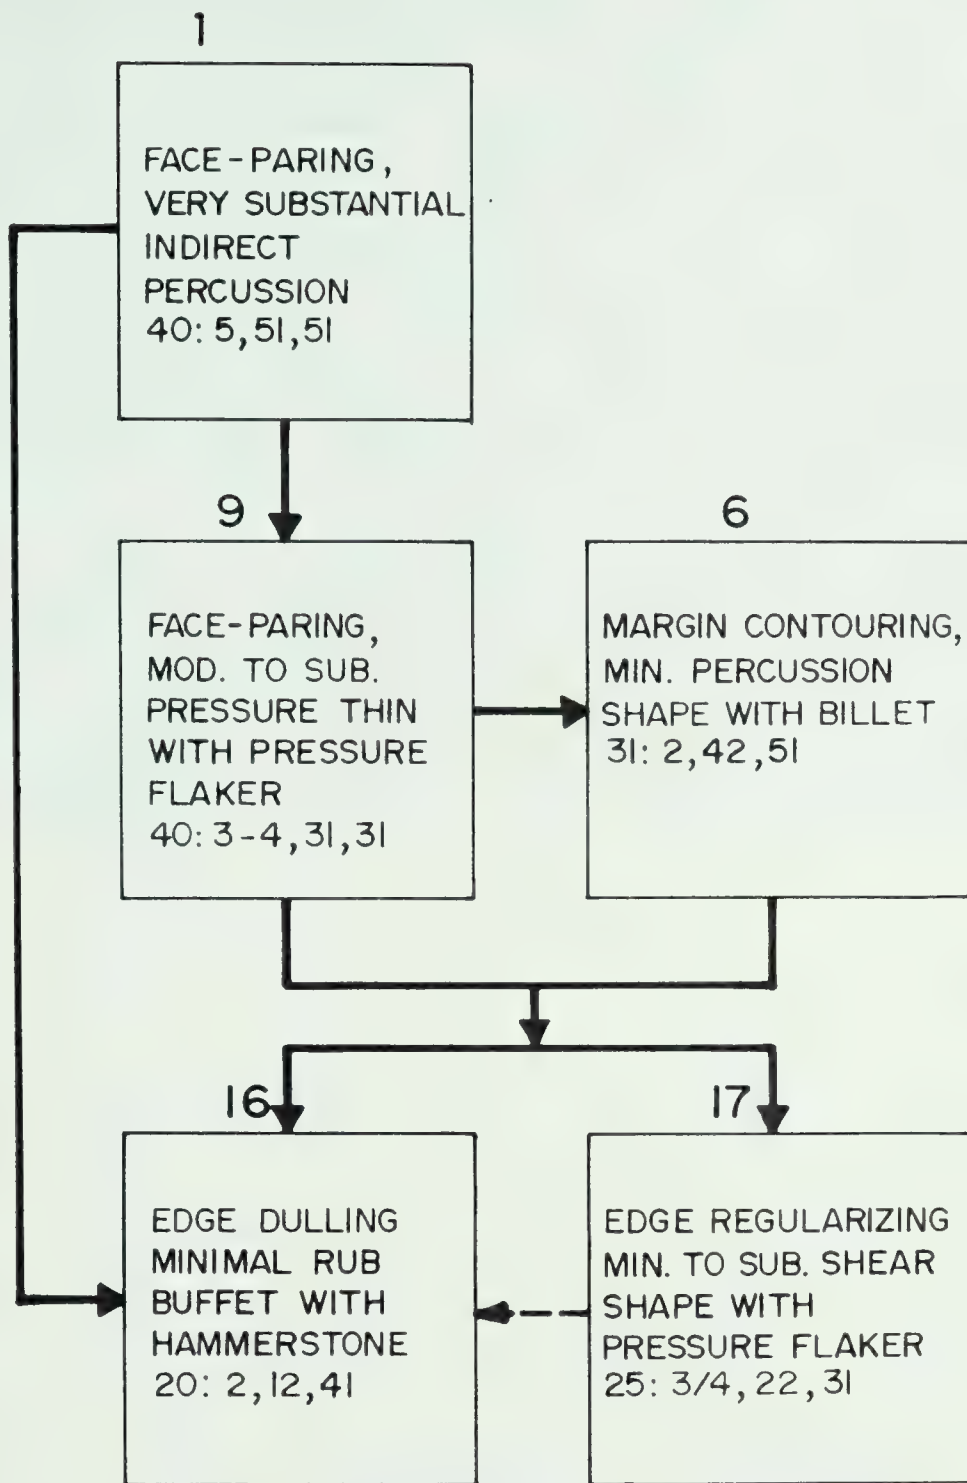 1
FACE-PARING,
VERY SUBSTANTIAL
INDIRECT
PERCUSSION
40: 5, 51, 51
9
FACE-PARING,
MOD. TO SUB.
PRESSURE THIN
WITH PRESSURE
FLAKER
40: 3-4, 31, 31
6
MARGIN CONTOURING,
MIN. PERCUSSION
SHAPE WITH BILLET
31: 2, 42, 51
16
EDGE DULLING
MINIMAL RUB
BUFFET WITH
HAMMERSTONE
20: 2, 12, 41
17
EDGE REGULARIZING
MIN. TO SUB. SHEAR
SHAPE WITH
PRESSURE FLAKER
25: 3/4, 22, 31